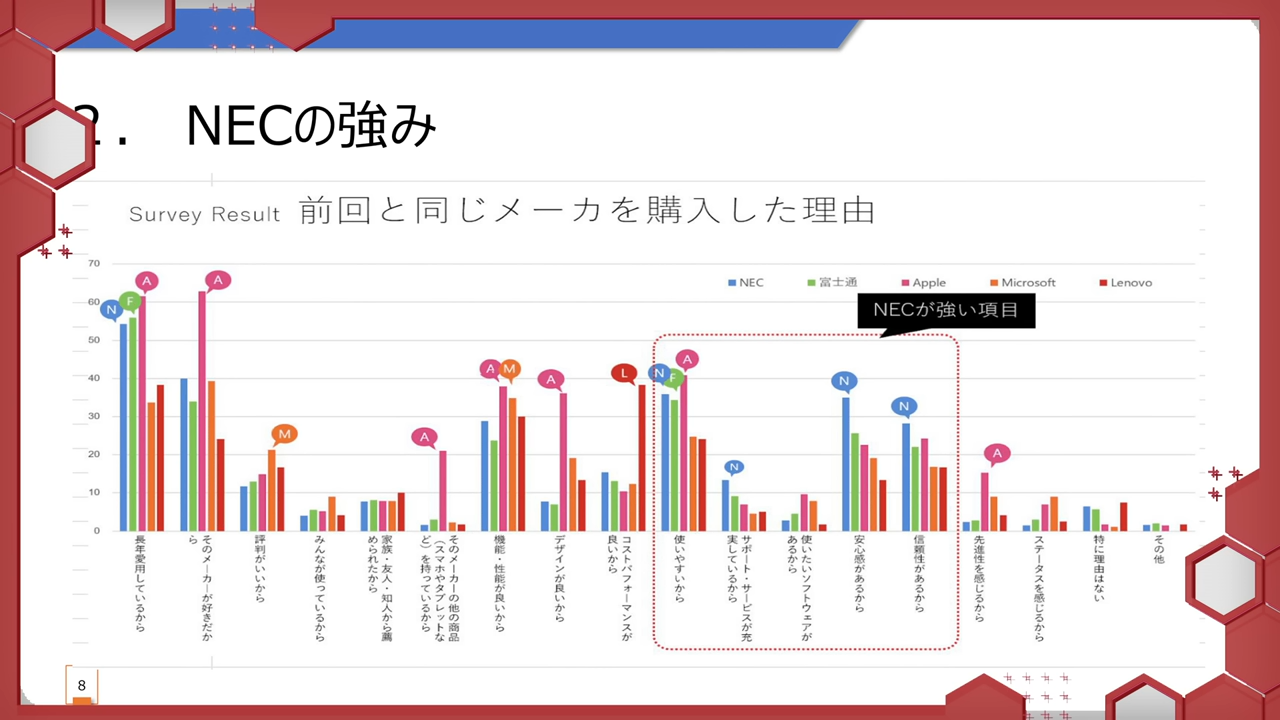 2. NECの強み
Survey Result 前回と同じメーカを購入した理由
70
60
50
40
30
20
10
0
NEC 富士通 Apple Microsoft Lenovo
NECが強い項目
N
F
A
A
M
A
A
M
A
L
N
F
A
N
N
N
A
長年愛用しているから
そのメーカーが好きだか
ら
評判がいいから
みんなが使っているから
家族・友人・知人から薦
められたから
そのメーカーの他の商品
(スマホやタブレットな
ど)を持っているから
機能・性能が良いから
デザインが良いから
コストパフォーマンスが
良いから
使いやすいから
サポート・サービスが充
実しているから
使いたいソフトウェアが
あるから
安心感があるから
信頼性があるから
先進性を感じるから
ステータスを感じるから
特に理由はない
その他
8